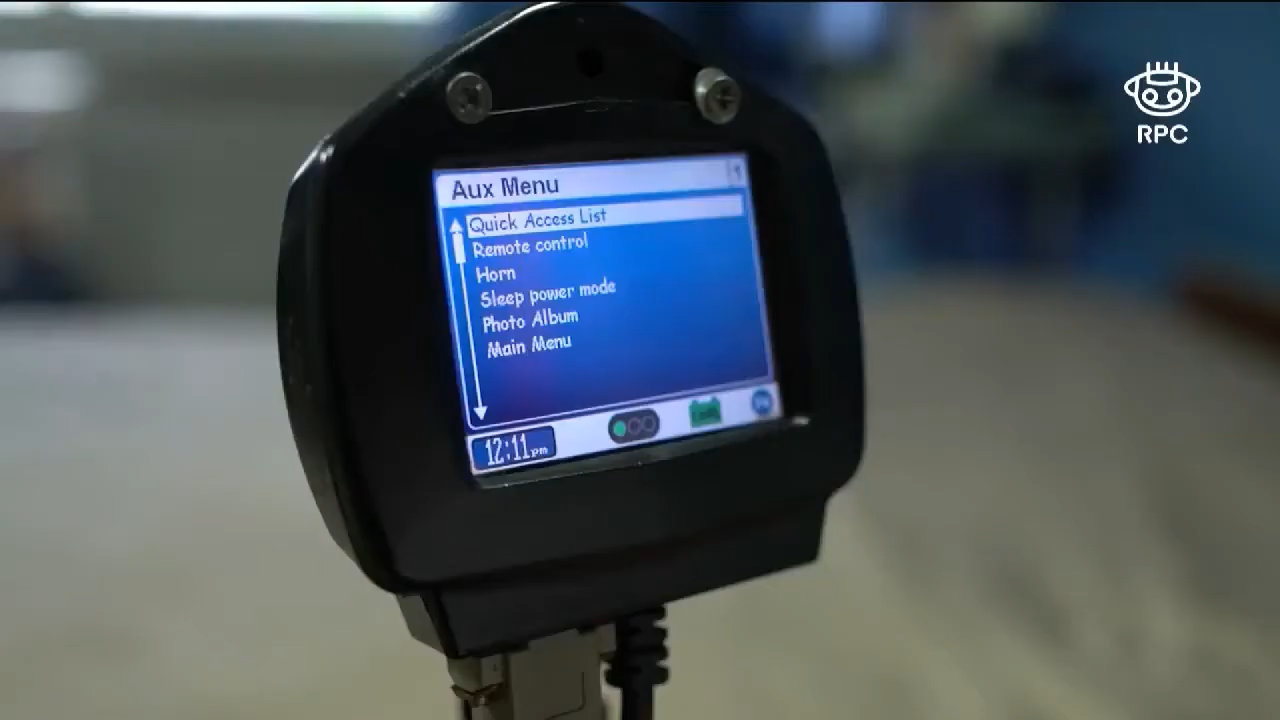 RPC
Aux Menu
Quick Access List
Remote control
Horn
Sleep power mode
Photo Album
Main Menu
12:11pm